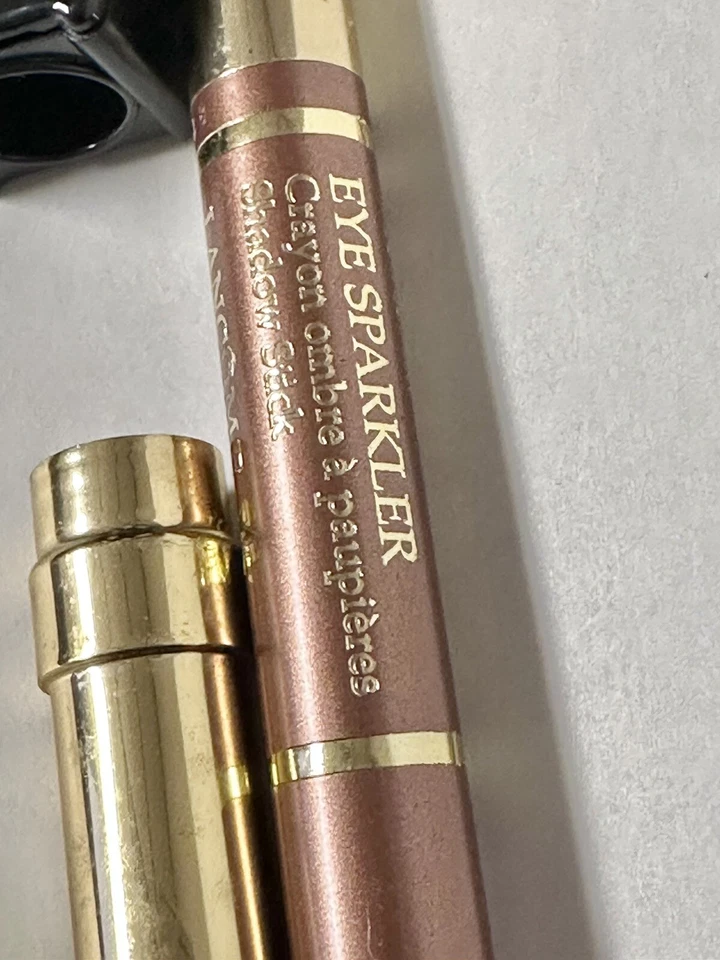 EYE SPARKLER
Crayon ombre à paupières
Shadow Stick